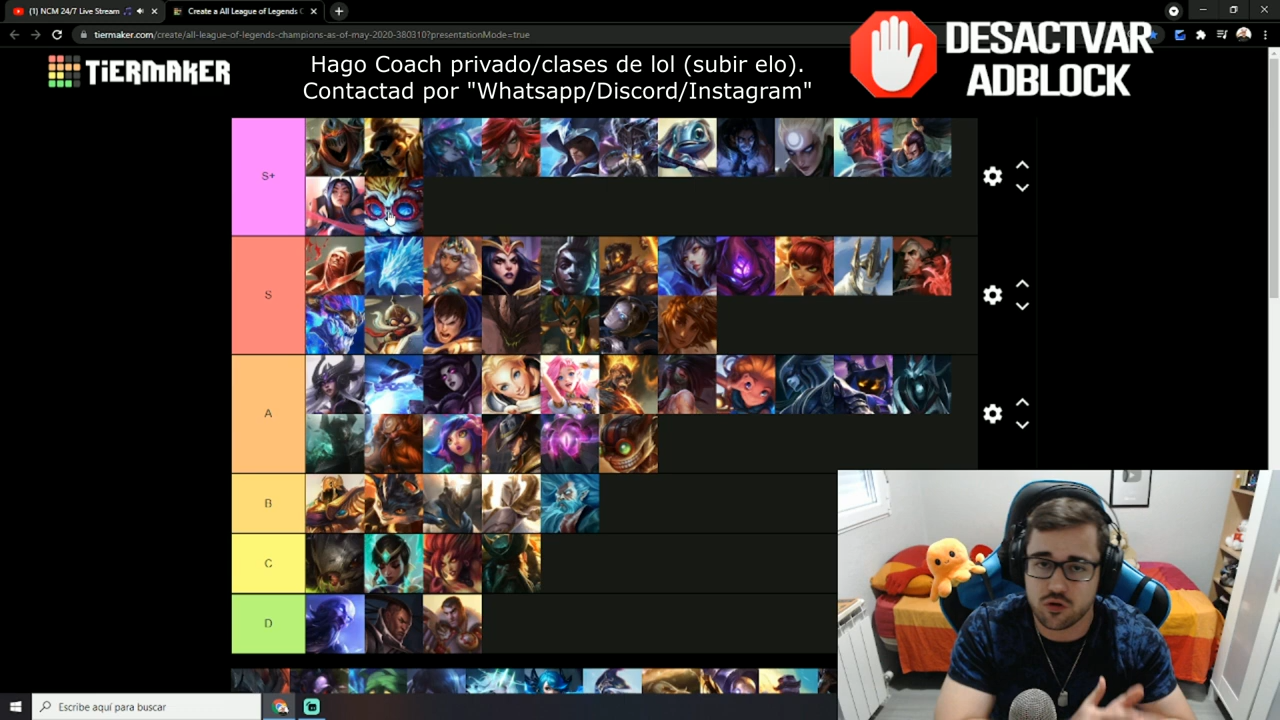 (1) NCM 24/7 Live Stream
Create a All League of Legends C
tiermaker.com/create/all-league-of-legends-champions-as-of-may-2020-380310?presentationMode=true
TiERMAKER
Hago Coach privado/clases de lol (subir elo).
Contactad por "Whatsapp/Discord/Instagram"
DESACTVAR
ADBLOCK
S+
S
A
B
C
D
Escribe aquí para buscar